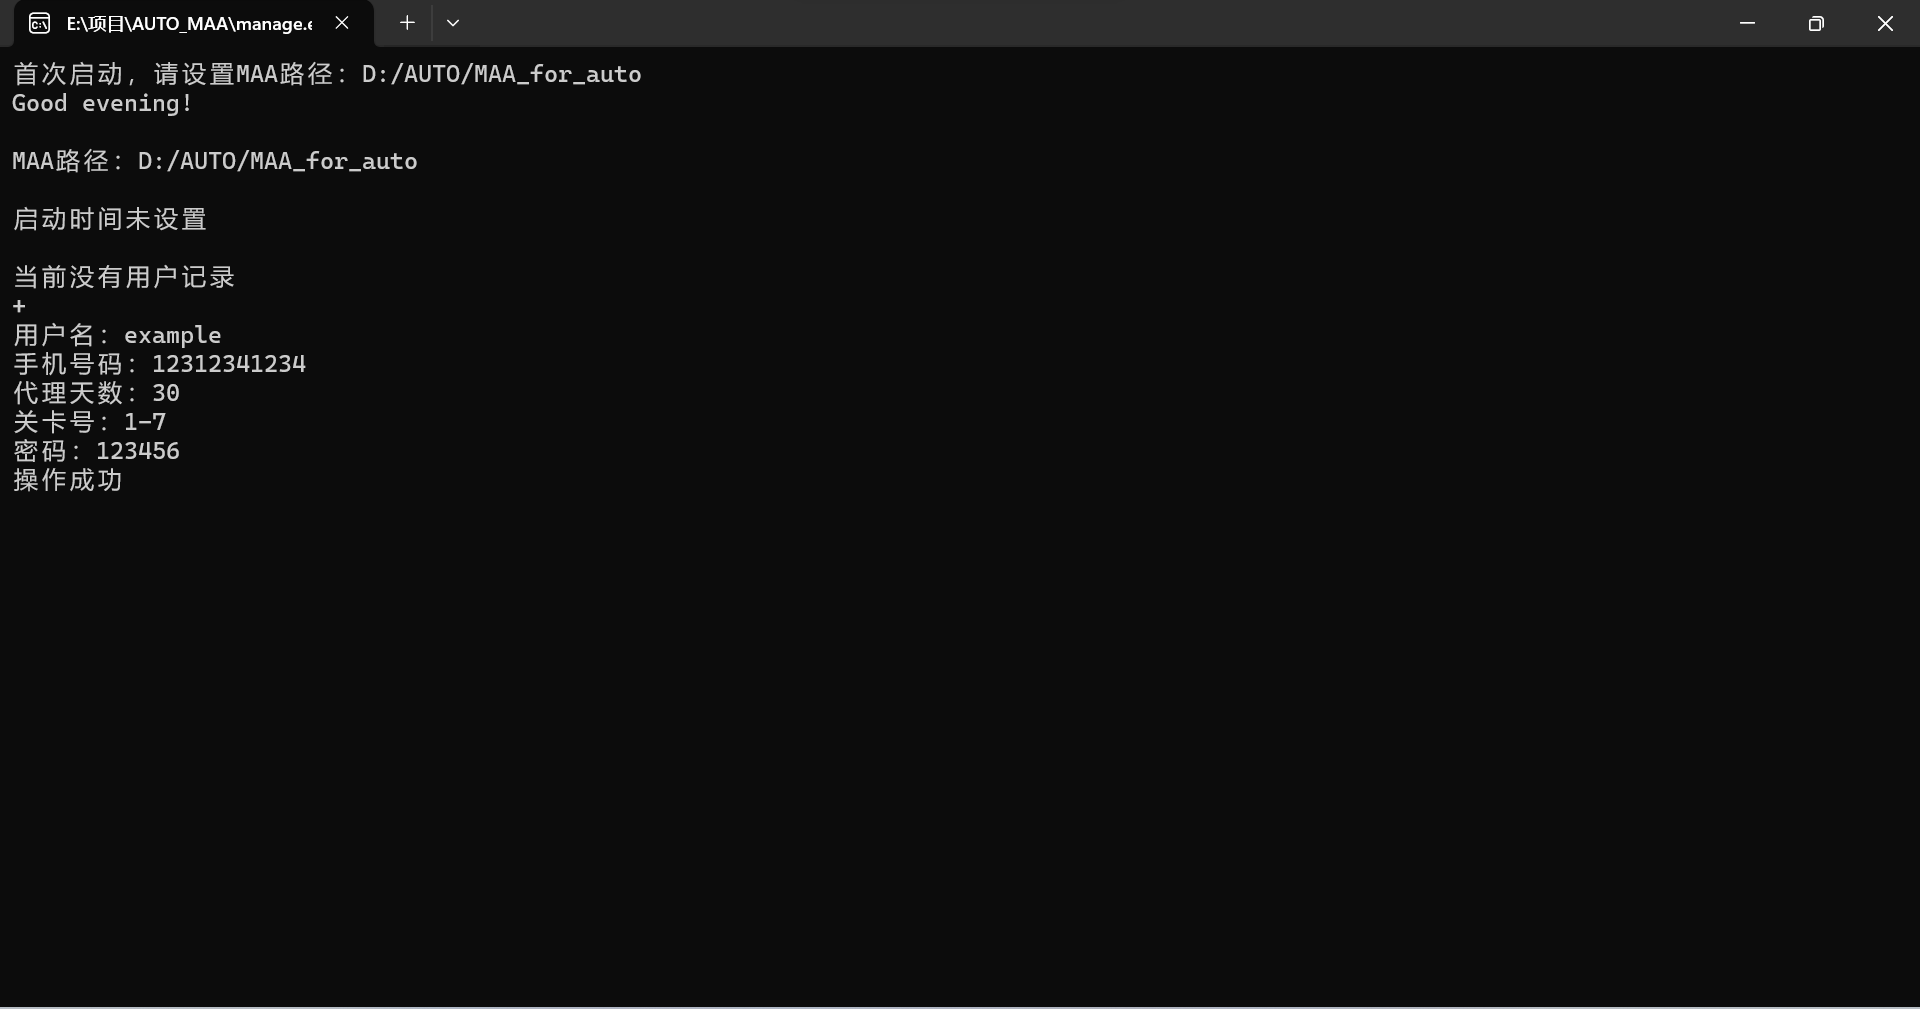 E:\项目\AUTO_MAA\manage.e
首次启动，请设置MAA路径：D:/AUTO/MAA_for_auto
Good evening!
MAA路径：D:/AUTO/MAA_for_auto
启动时间未设置
当前没有用户记录
+
用户名：example
手机号码：12312341234
代理天数：30
关卡号：1-7
密码：123456
操作成功